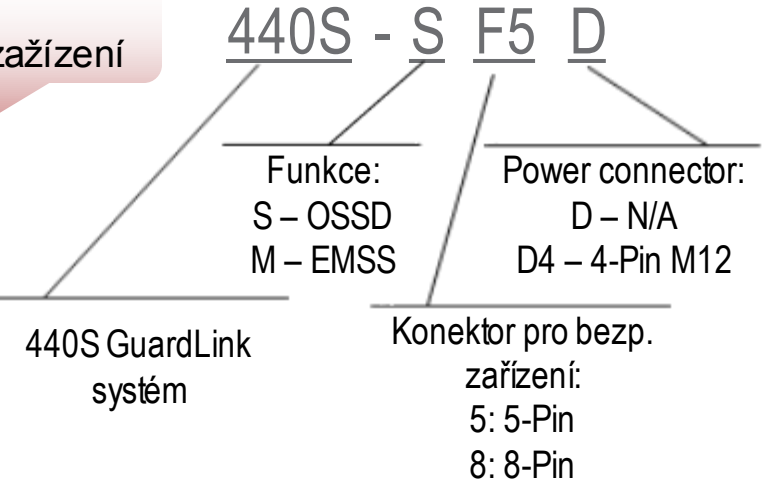 zažízení
440S - S F5 D
Funkce:
S – OSSD
M – EMSS
Power connector:
D – N/A
D4 – 4-Pin M12
440S GuardLink
systém
Konektor pro bezp.
zařízení:
5: 5-Pin
8: 8-Pin